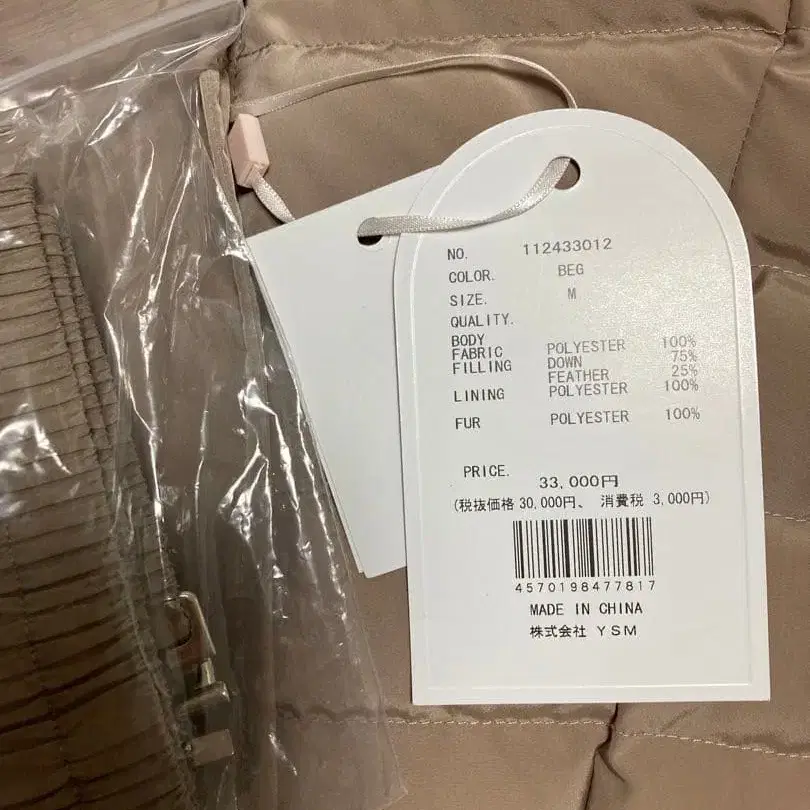 NO. 112433012
COLOR. BEG
SIZE. M
QUALITY.
BODY
FABRIC POLYESTER 100%
FILLING DOWN 75%
FEATHER 25%
LINING POLYESTER 100%
FUR POLYESTER 100%
PRICE. 33,000円
(税抜価格 30,000円、 消費税 3,000円)
4570198477817
MADE IN CHINA
株式会社 YSM